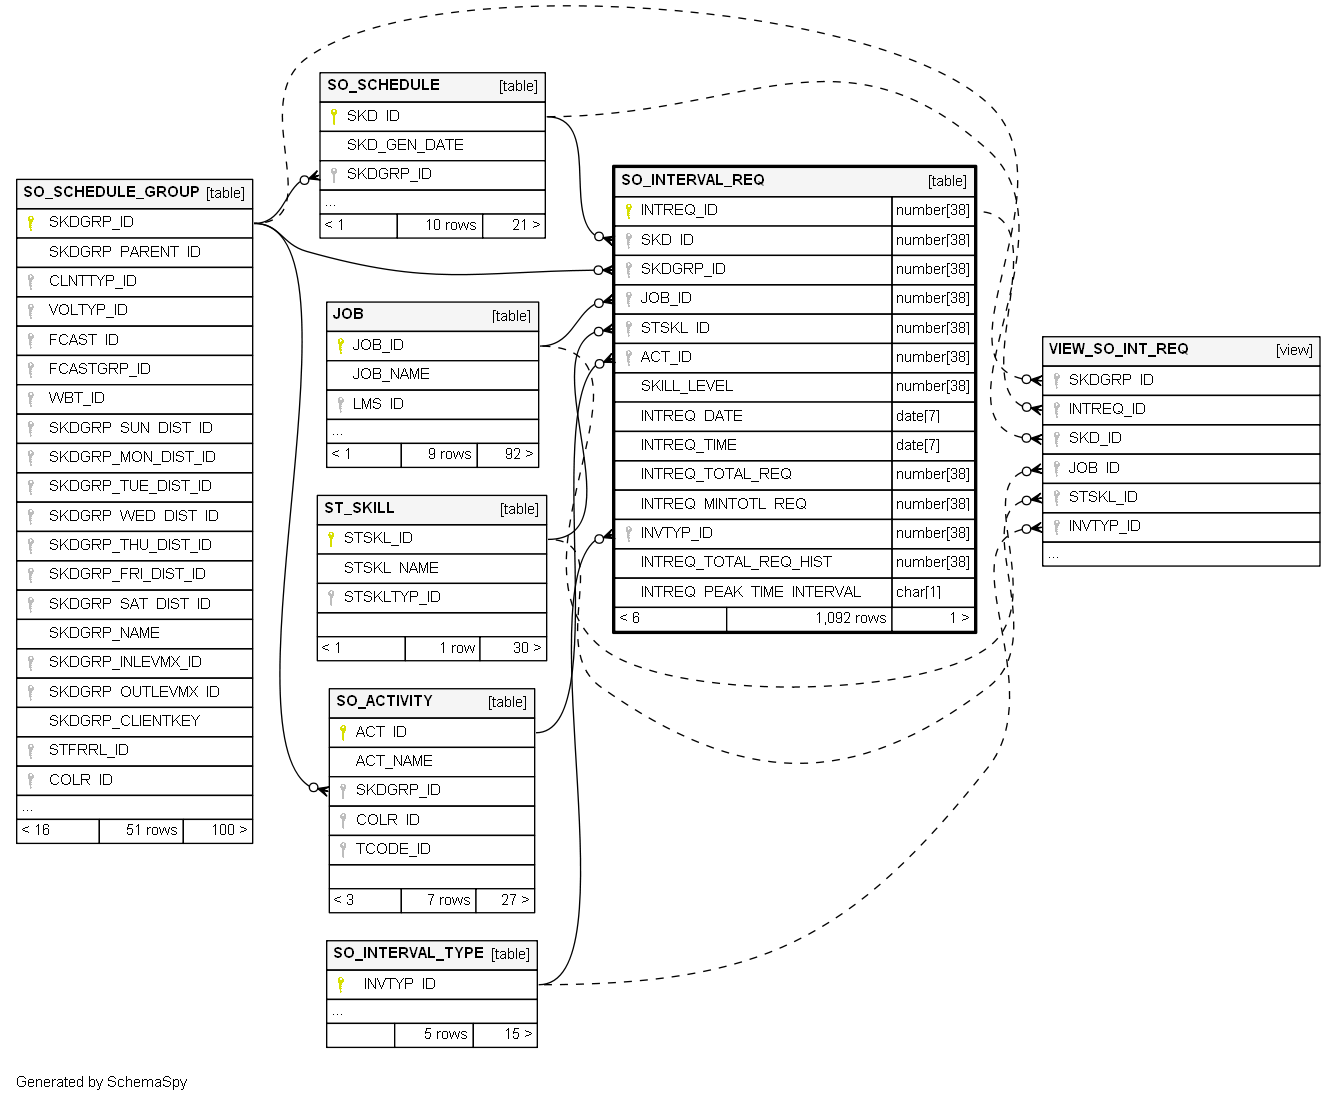 SO_SCHEDULE_GROUP [table]
SKDGRP_ID
SKDGRP_PARENT_ID
CLNTTYP_ID
VOLTYP_ID
FCAST_ID
FCASTGRP_ID
WBT_ID
SKDGRP_SUN_DIST_ID
SKDGRP_MON_DIST_ID
SKDGRP_TUE_DIST_ID
SKDGRP_WED_DIST_ID
SKDGRP_THU_DIST_ID
SKDGRP_FRI_DIST_ID
SKDGRP_SAT_DIST_ID
SKDGRP_NAME
SKDGRP_INLEVMX_ID
SKDGRP_OUTLEVMX_ID
SKDGRP_CLIENTKEY
STFRRL_ID
COLR_ID
...
< 16 51 rows 100 >
SO_SCHEDULE [table]
SKD_ID
SKD_GEN_DATE
SKDGRP_ID
...
< 1 10 rows 21 >
JOB [table]
JOB_ID
JOB_NAME
LMS_ID
...
< 1 9 rows 92 >
ST_SKILL [table]
STSKL_ID
STSKL_NAME
STSKLTYP_ID
< 1 1 row 30 >
SO_ACTIVITY [table]
ACT_ID
ACT_NAME
SKDGRP_ID
COLR_ID
TCODE_ID
< 3 7 rows 27 >
SO_INTERVAL_TYPE [table]
INVTYP_ID
...
5 rows 15 >
SO_INTERVAL_REQ [table]
INTREQ_ID number[38]
SKD_ID number[38]
SKDGRP_ID number[38]
JOB_ID number[38]
STSKL_ID number[38]
ACT_ID number[38]
SKILL_LEVEL number[38]
INTREQ_DATE date[7]
INTREQ_TIME date[7]
INTREQ_TOTAL_REQ number[38]
INTREQ_MINTOTL_REQ number[38]
INVTYP_ID number[38]
INTREQ_TOTAL_REQ_HIST number[38]
INTREQ_PEAK_TIME_INTERVAL char[1]
< 6 1,092 rows 1 >
VIEW_SO_INT_REQ [view]
SKDGRP_ID
INTREQ_ID
SKD_ID
JOB_ID
STSKL_ID
INVTYP_ID
...
Generated by SchemaSpy